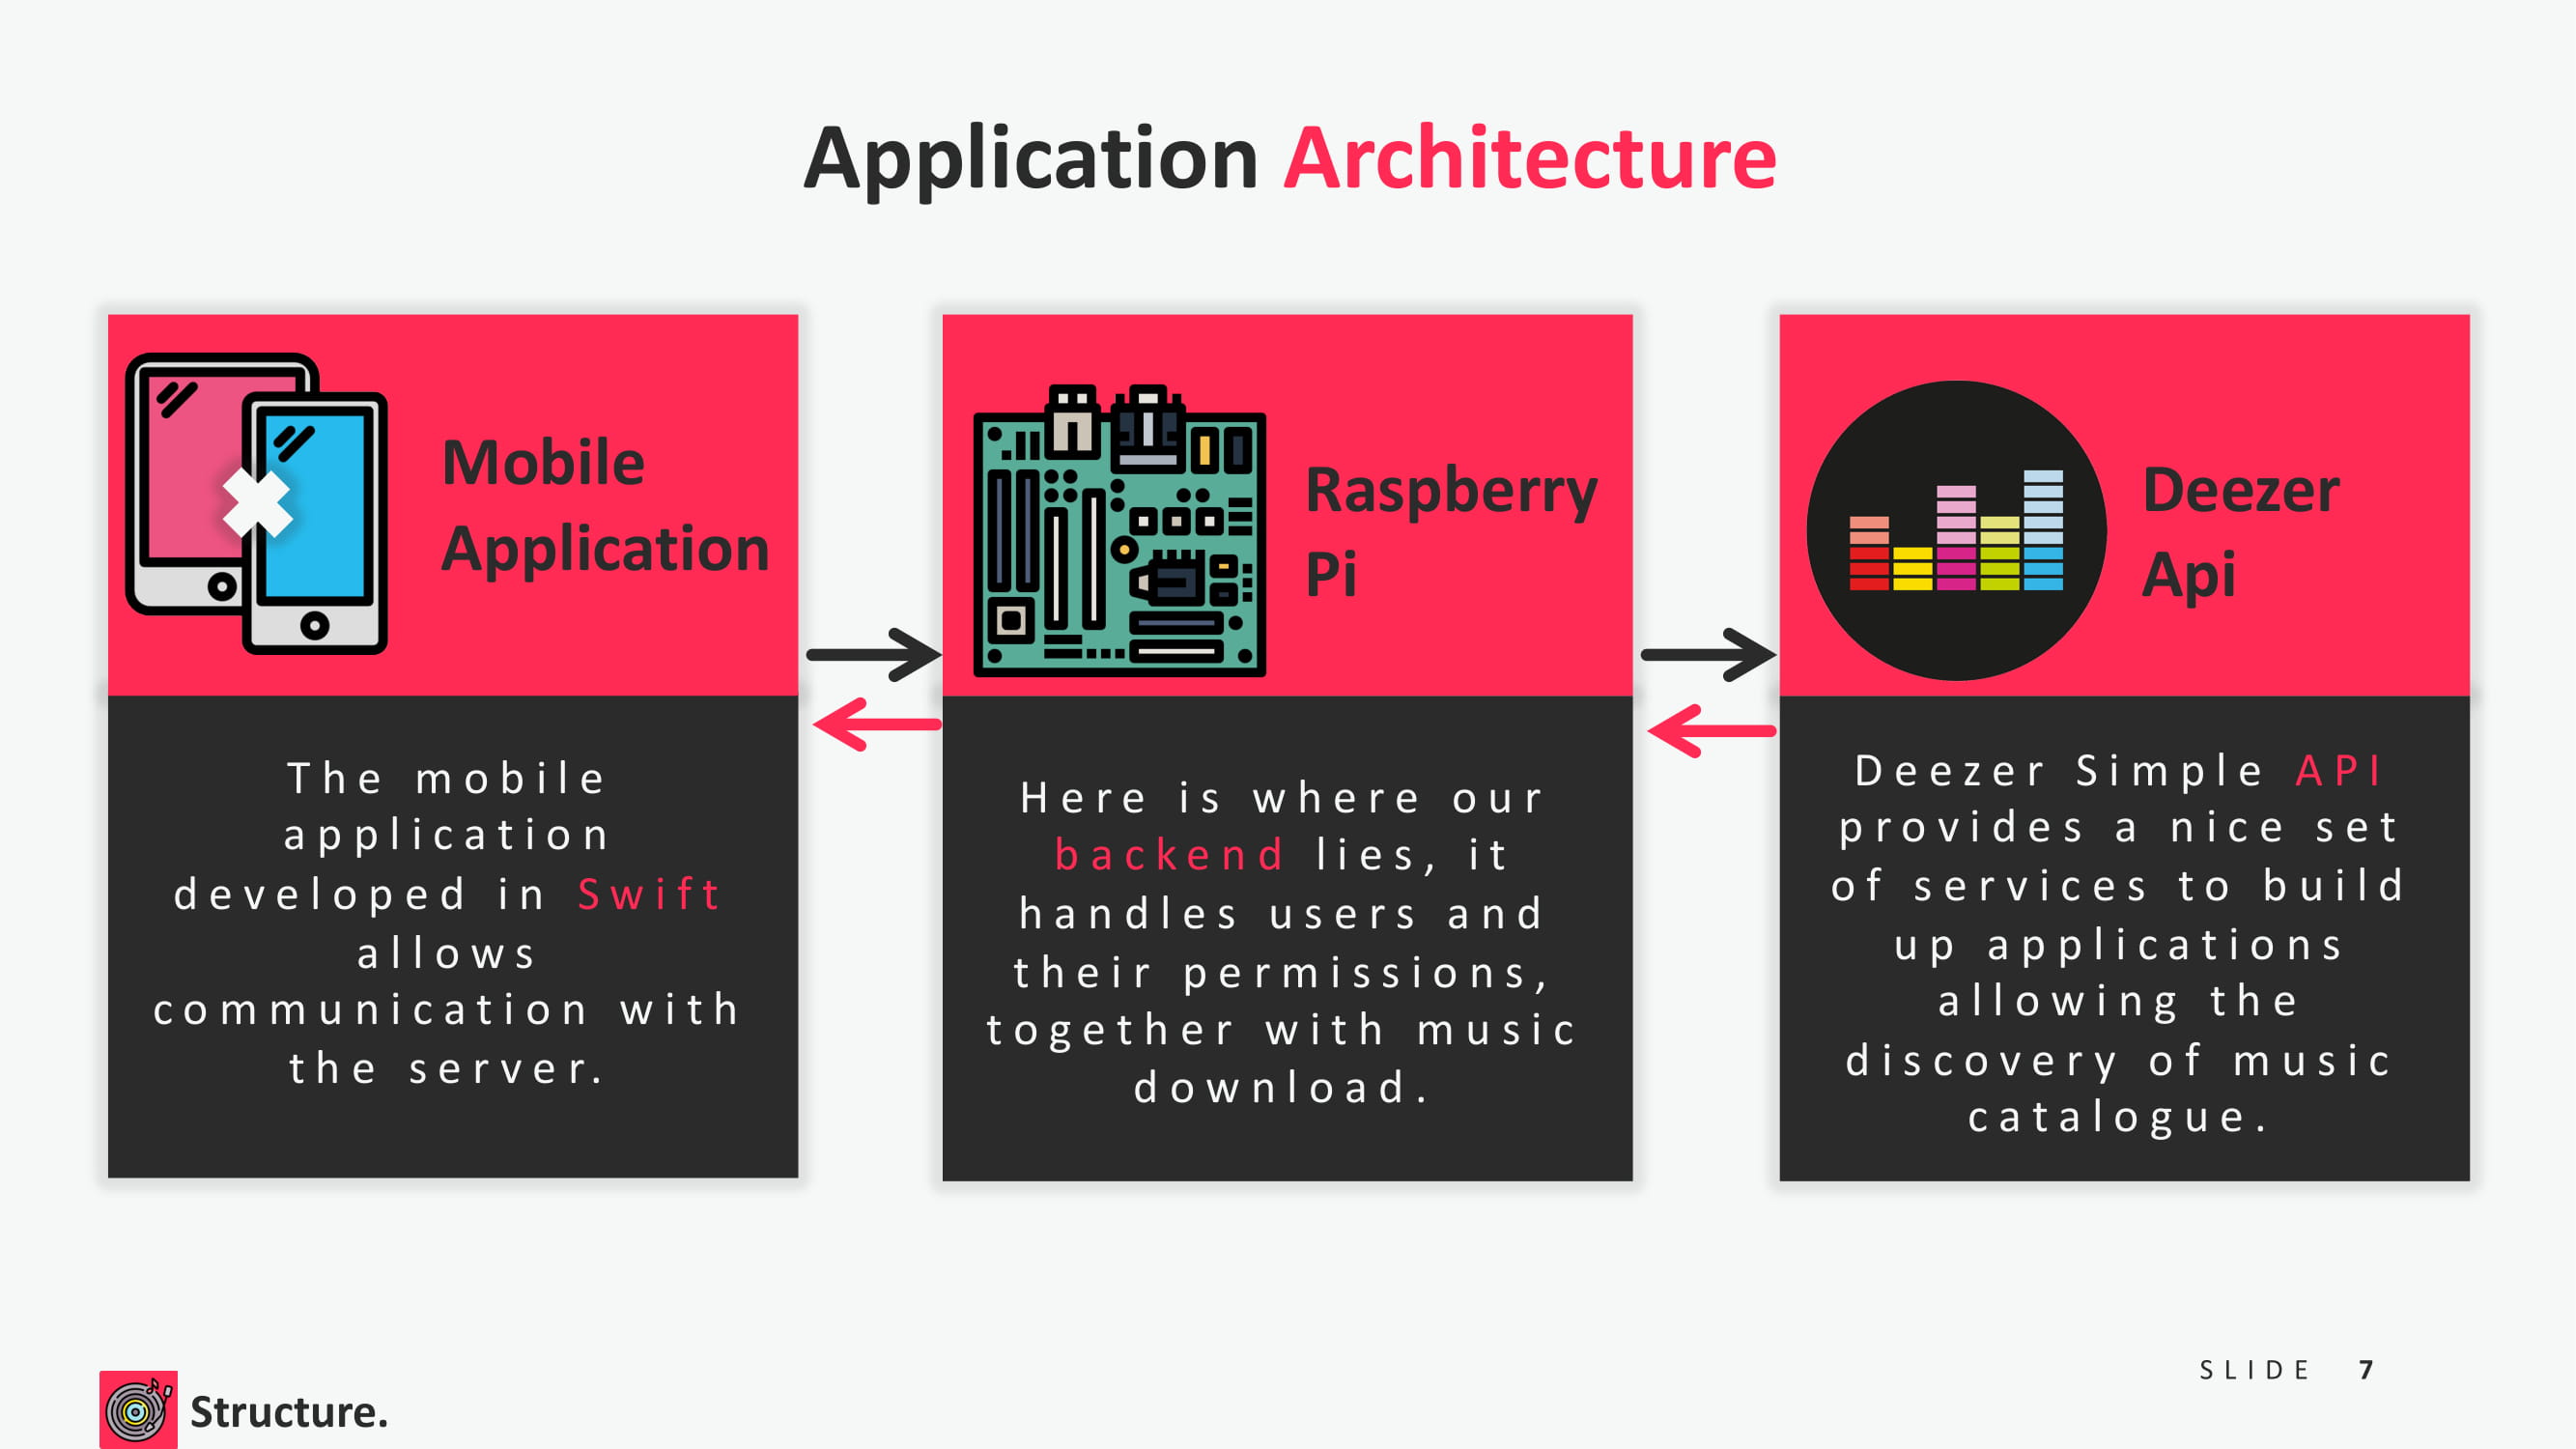 Application Architecture
Mobile
Application
The mobile
application
developed in Swift
allows
communication with
the server.
Raspberry
Pi
Here is where our
backend lies, it
handles users and
their permissions,
together with music
download.
Deezer
Api
Deezer Simple API
provides a nice set
of services to build
up applications
allowing the
discovery of music
catalogue.
Structure.
SLIDE 7